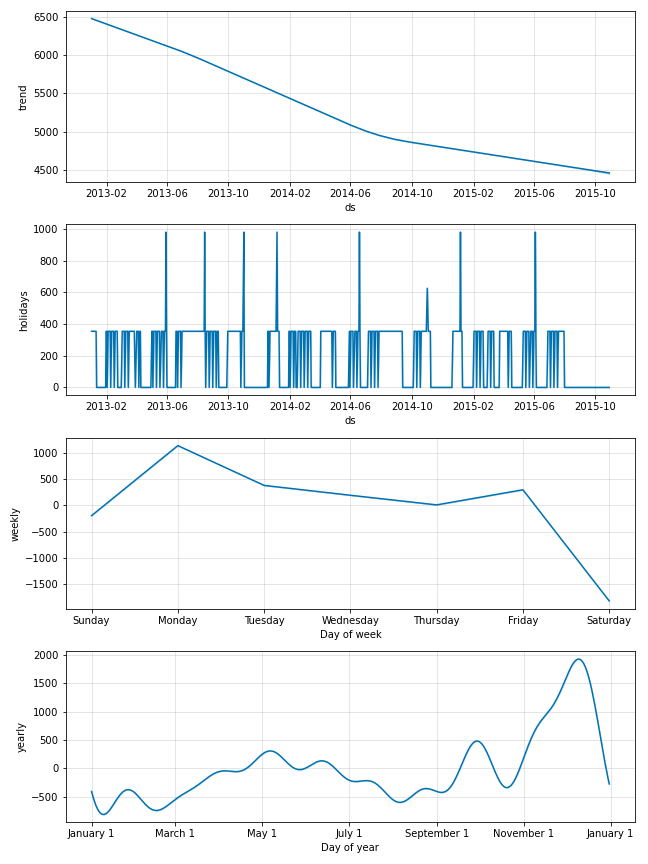 6500
6000
5500
5000
4500
trend
2013-02 2013-06 2013-10 2014-02 2014-06 2014-10 2015-02 2015-06 2015-10
ds
1000
800
600
400
200
0
holidays
2013-02 2013-06 2013-10 2014-02 2014-06 2014-10 2015-02 2015-06 2015-10
ds
1000
500
0
−500
−1000
−1500
weekly
Sunday Monday Tuesday Wednesday Thursday Friday Saturday
Day of week
2000
1500
1000
500
0
−500
yearly
January 1 March 1 May 1 July 1 September 1 November 1 January 1
Day of year